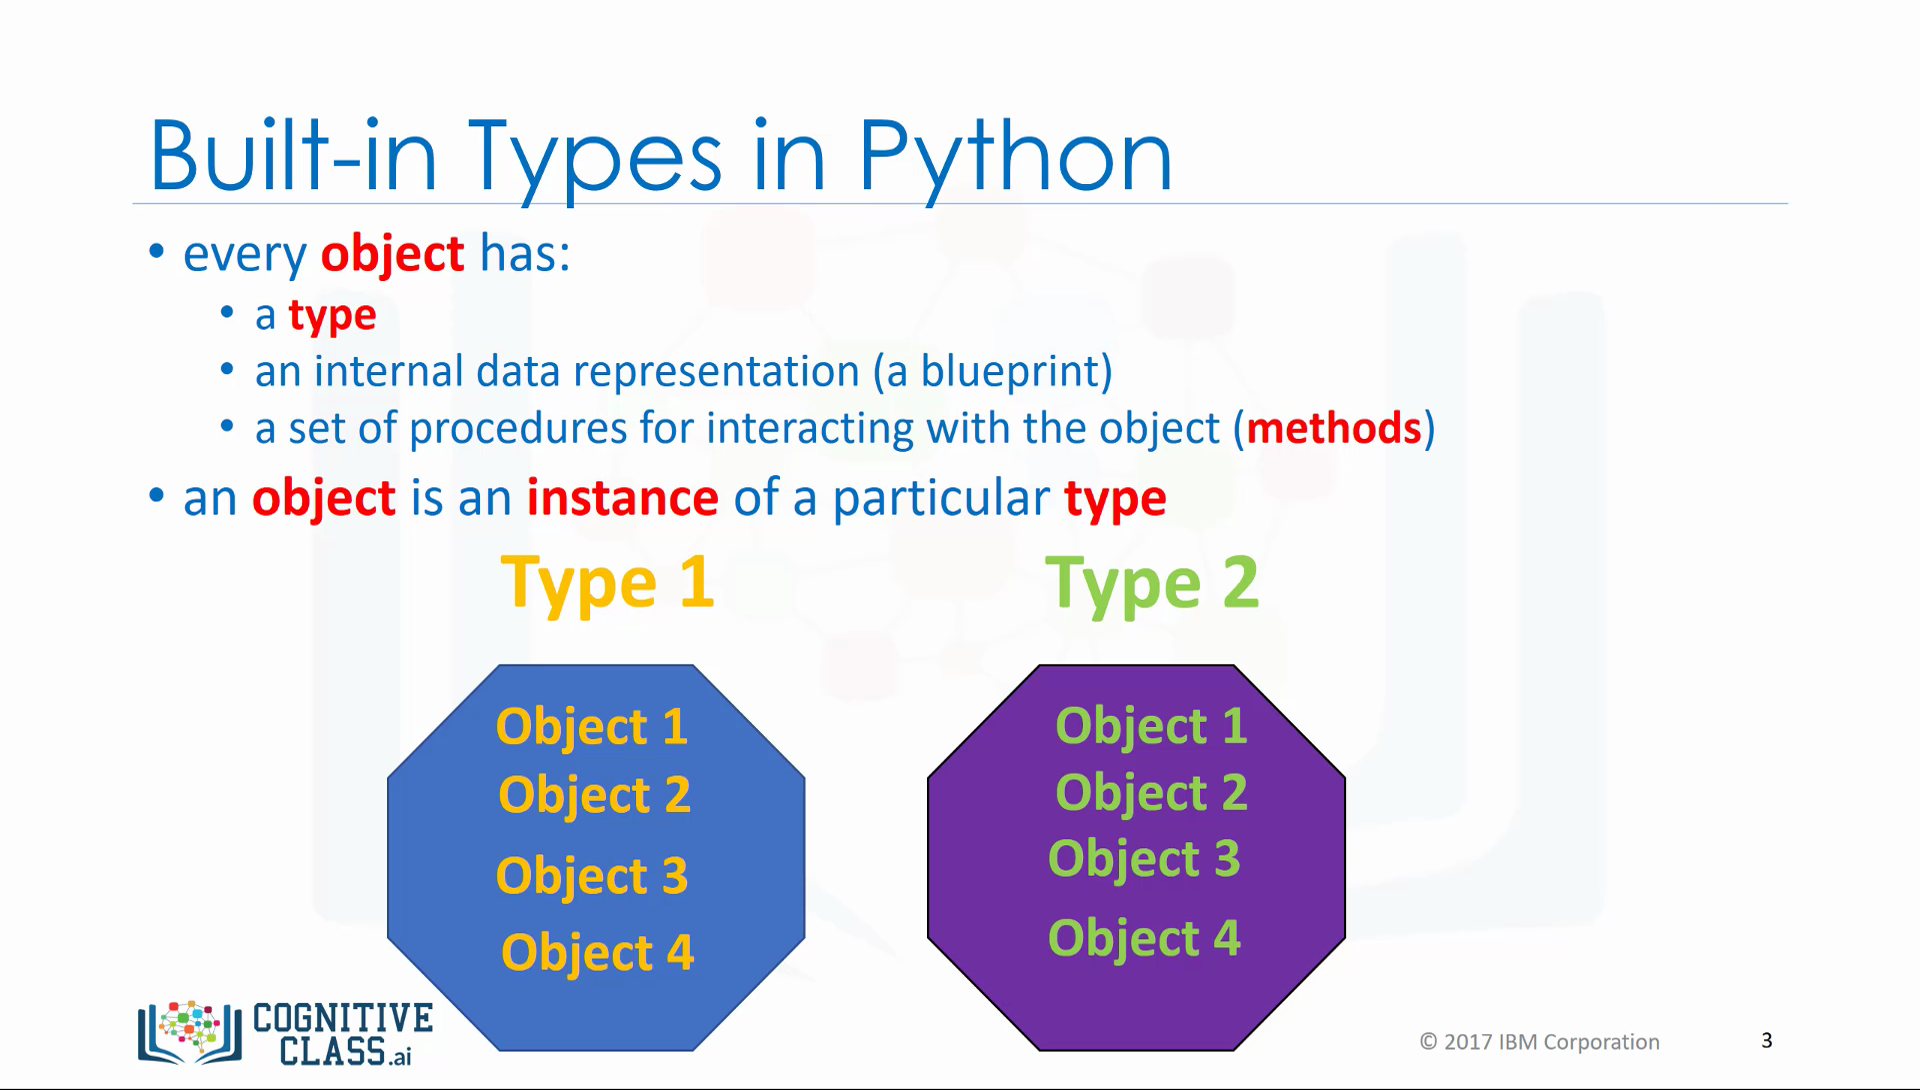 Built-in Types in Python
• every object has:
• a type
• an internal data representation (a blueprint)
• a set of procedures for interacting with the object (methods)
• an object is an instance of a particular type
Type 1
Object 1
Object 2
Object 3
Object 4
Type 2
Object 1
Object 2
Object 3
Object 4
COGNITIVE
CLASS.ai
© 2017 IBM Corporation
3